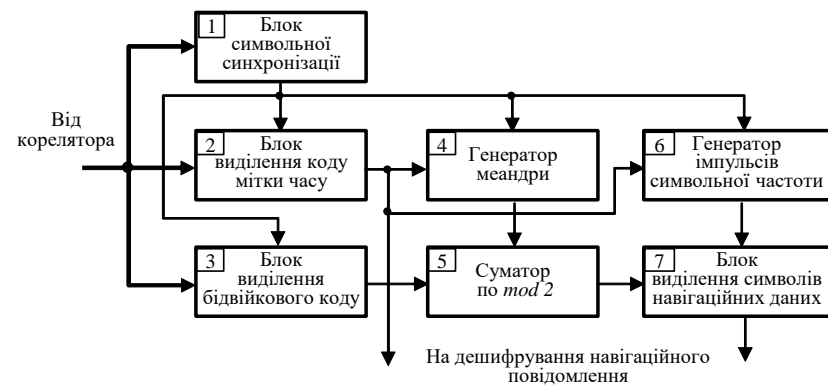 1
Блок
символьної
синхронізації
Від
корелятора
2
Блок
виділення коду
мітки часу
4
Генератор
меандри
6
Генератор
імпульсів
символьної частоти
3
Блок
виділення
бідвійкового коду
5
Суматор
по mod 2
7
Блок
виділення символів
навігаційних даних
На дешифрування навігаційного
повідомлення